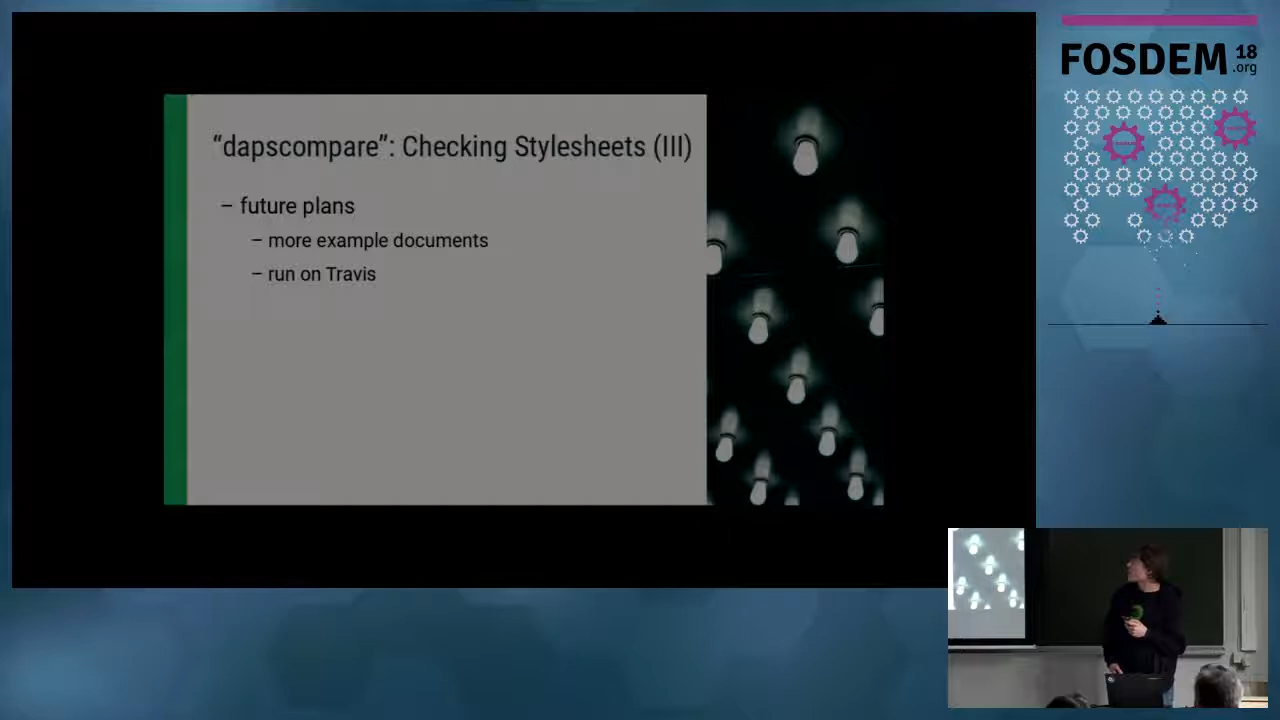 “dapscompare”: Checking Stylesheets (III)
– future plans
– more example documents
– run on Travis
FOSDEM 18
.org